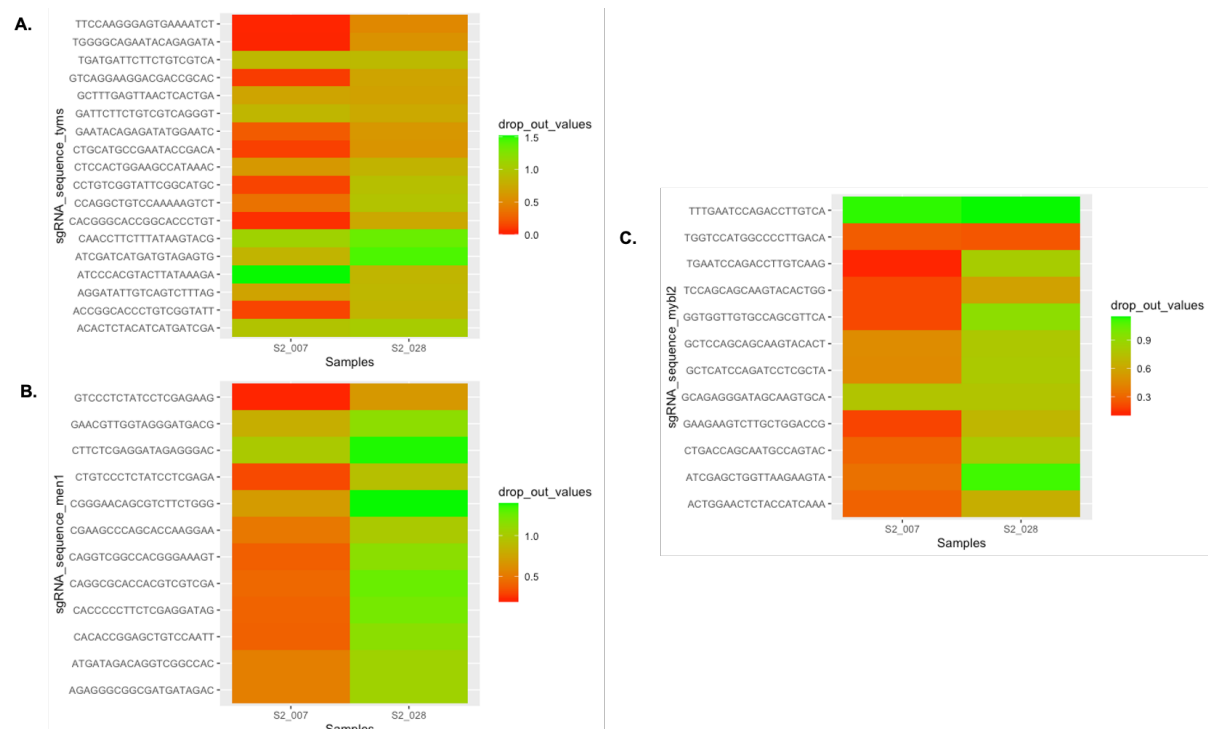 A.
sgRNA_sequence_tyms
TTCCAAGGGAGTGAAAATCT
TGGGGCAGAATACAGAGATA
TGATGATTCTTCTGTCGTCA
GTCAGGAAGGACGACCGCAC
GCTTTGAGTTAACTCACTGA
GATTCTTCTGTCGTCAGGGT
GAATACAGAGATATGGAATC
CTGCATGCCGAATACCGACA
CTCCACTGGAAGCCATAAAC
CCTGTCGGTATTCGGCATGC
CCAGGCTGTCCAAAAAGTCT
CACGGGCACCGGCACCCTGT
CAACCTTCTTTATAAGTACG
ATCGATCATGATGTAGAGTG
ATCCCACGTACTTATAAAGA
AGGATATTGTCAGTCTTTAG
ACCGGCACCCTGTCGGTATT
ACACTCTACATCATGATCGA
S2_007 S2_028
Samples
drop_out_values
1.5
1.0
0.5
0.0
B.
sgRNA_sequence_men1
GTCCCTCTATCCTCGAGAAG
GAACGTTGGTAGGGATGACG
CTTCTCGAGGATAGAGGGAC
CTGTCCCTCTATCCTCGAGA
CGGGAACAGCGTCTTCTGGG
CGAAGCCCAGCACCAAGGAA
CAGGTCGGCCACGGGAAAGT
CAGGCGCACCACGTCGTCGA
CACCCCCTTCTCGAGGATAG
CACACCGGAGCTGTCCAATT
ATGATAGACAGGTCGGCCAC
AGAGGGCGGCGATGATAGAC
S2_007 S2_028
Samples
drop_out_values
1.0
0.5
C.
sgRNA_sequence_mybl2
TTTGAATCCAGACCTTGTCA
TGGTCCATGGCCCCTTGACA
TGAATCCAGACCTTGTCAAG
TCCAGCAGCAAGTACACTGG
GGTGGTTGTGCCAGCGTTCA
GCTCCAGCAGCAAGTACACT
GCTCATCCAGATCCTCGCTA
GCAGAGGGATAGCAAGTGCA
GAAGAAGTCTTGCTGGACCG
CTGACCAGCAATGCCAGTAC
ATCGAGCTGGTTAAGAAGTA
ACTGGAACTCTACCATCAAA
S2_007 S2_028
Samples
drop_out_values
0.9
0.6
0.3